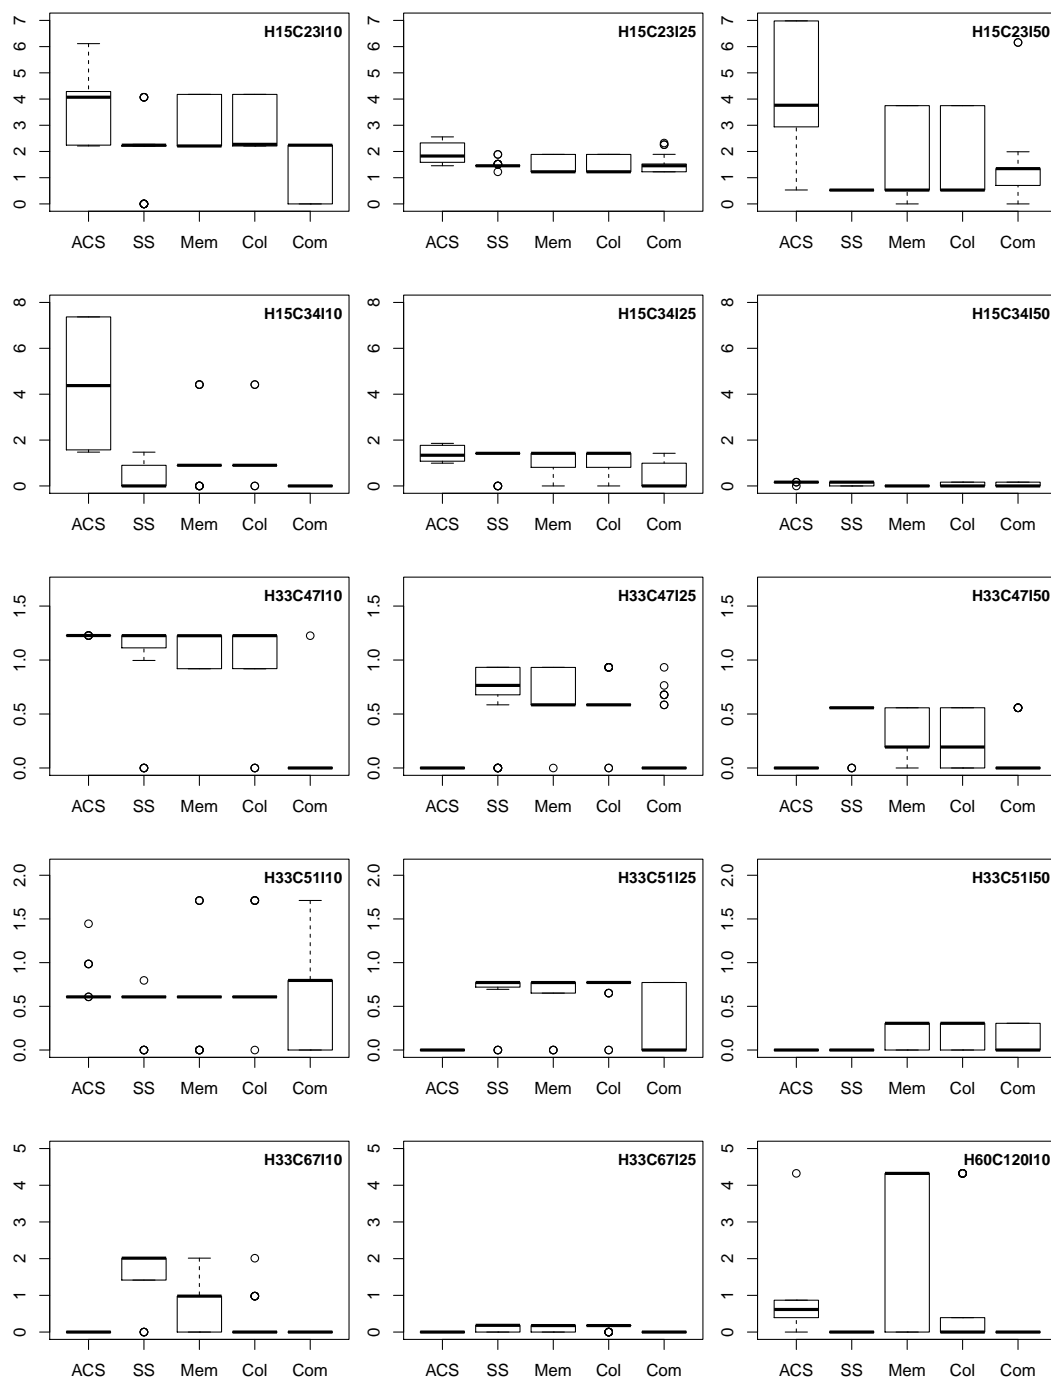 H15C23I10 H15C23I25 H15C23I50
7 6 5 4 3 2 1 0
7 6 5 4 3 2 1 0
7 6 5 4 3 2 1 0
ACS SS Mem Col Com ACS SS Mem Col Com ACS SS Mem Col Com
H15C34I10 H15C34I25 H15C34I50
8 6 4 2 0
8 6 4 2 0
8 6 4 2 0
ACS SS Mem Col Com ACS SS Mem Col Com ACS SS Mem Col Com
H33C47I10 H33C47I25 H33C47I50
1.5 1.0 0.5 0.0
1.5 1.0 0.5 0.0
1.5 1.0 0.5 0.0
ACS SS Mem Col Com ACS SS Mem Col Com ACS SS Mem Col Com
H33C51I10 H33C51I25 H33C51I50
2.0 1.5 1.0 0.5 0.0
2.0 1.5 1.0 0.5 0.0
2.0 1.5 1.0 0.5 0.0
ACS SS Mem Col Com ACS SS Mem Col Com ACS SS Mem Col Com
H33C67I10 H33C67I25 H60C120I10
5 4 3 2 1 0
5 4 3 2 1 0
5 4 3 2 1 0
ACS SS Mem Col Com ACS SS Mem Col Com ACS SS Mem Col Com